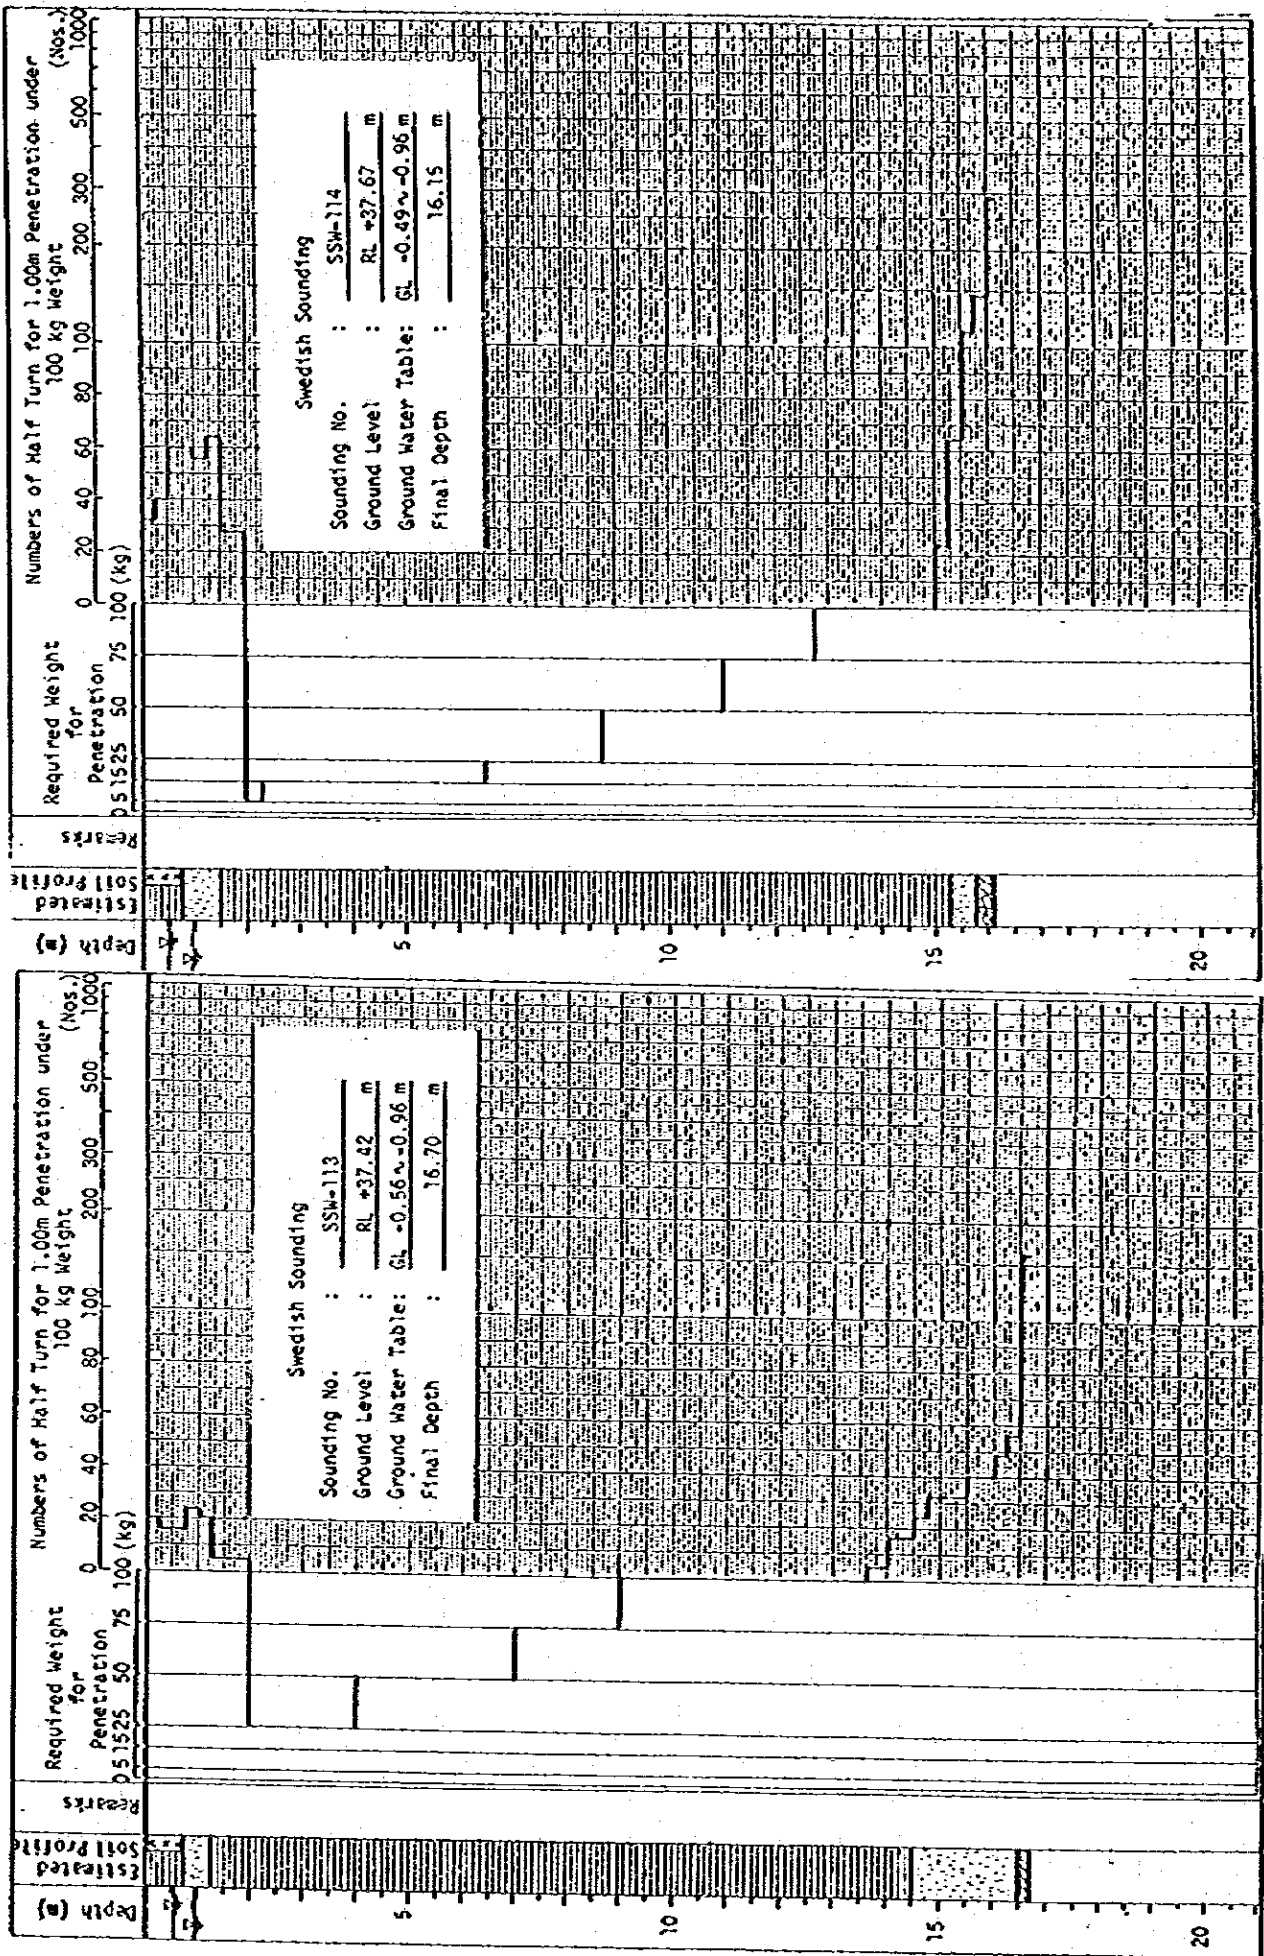 Depth (m)
Estimated
Soil Profile
Remarks
Required Weight
for
Penetration
0 5 15 25 50 75 100 (kg)
Numbers of Half Turn for 1.00m Penetration under
100 kg Weight (Nos.)
0 20 40 60 80 100 200 300 500 1000
Swedish Sounding
Sounding No. : SSW-113
Ground Level : RL +37.42 m
Ground Water Table: GL -0.56~-0.96 m
Final Depth : 16.70 m
5
10
15
20
Depth (m)
Estimated
Soil Profile
Remarks
Required Weight
for
Penetration
0 5 15 25 50 75 100 (kg)
Numbers of Half Turn for 1.00m Penetration under
100 kg Weight (Nos.)
0 20 40 60 80 100 200 300 500 1000
Swedish Sounding
Sounding No. : SSW-114
Ground Level : RL +37.67 m
Ground Water Table: GL -0.49~-0.96 m
Final Depth : 16.15 m
5
10
15
20